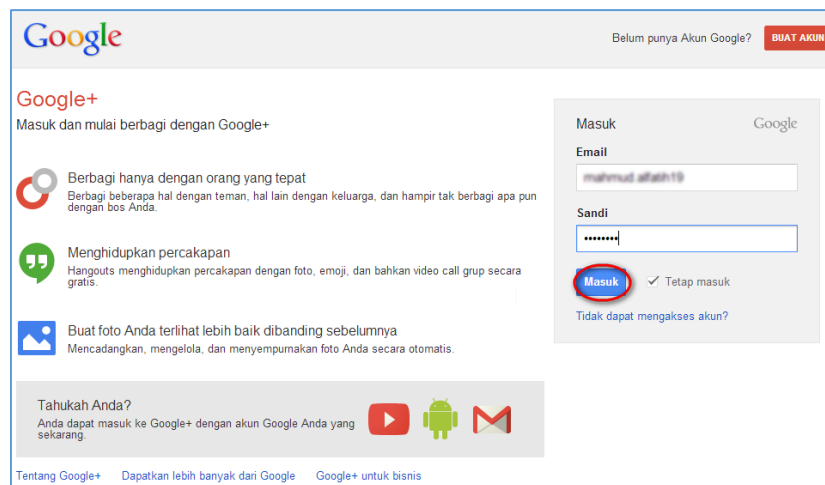 Google
Belum punya Akun Google?
BUAT AKUN
Google+
Masuk dan mulai berbagi dengan Google+
Berbagi hanya dengan orang yang tepat
Berbagi beberapa hal dengan teman, hal lain dengan keluarga, dan hampir tak berbagi apa pun
dengan bos Anda.
Menghidupkan percakapan
Hangouts menghidupkan percakapan dengan foto, emoji, dan bahkan video call grup secara
gratis.
Buat foto Anda terlihat lebih baik dibanding sebelumnya
Mencadangkan, mengelola, dan menyempurnakan foto Anda secara otomatis.
Tahukah Anda?
Anda dapat masuk ke Google+ dengan akun Google Anda yang
sekarang.
Tentang Google+
Dapatkan lebih banyak dari Google
Google+ untuk bisnis
Masuk
Google
Email
Sandi
••••••••
Masuk
Tetap masuk
Tidak dapat mengakses akun?